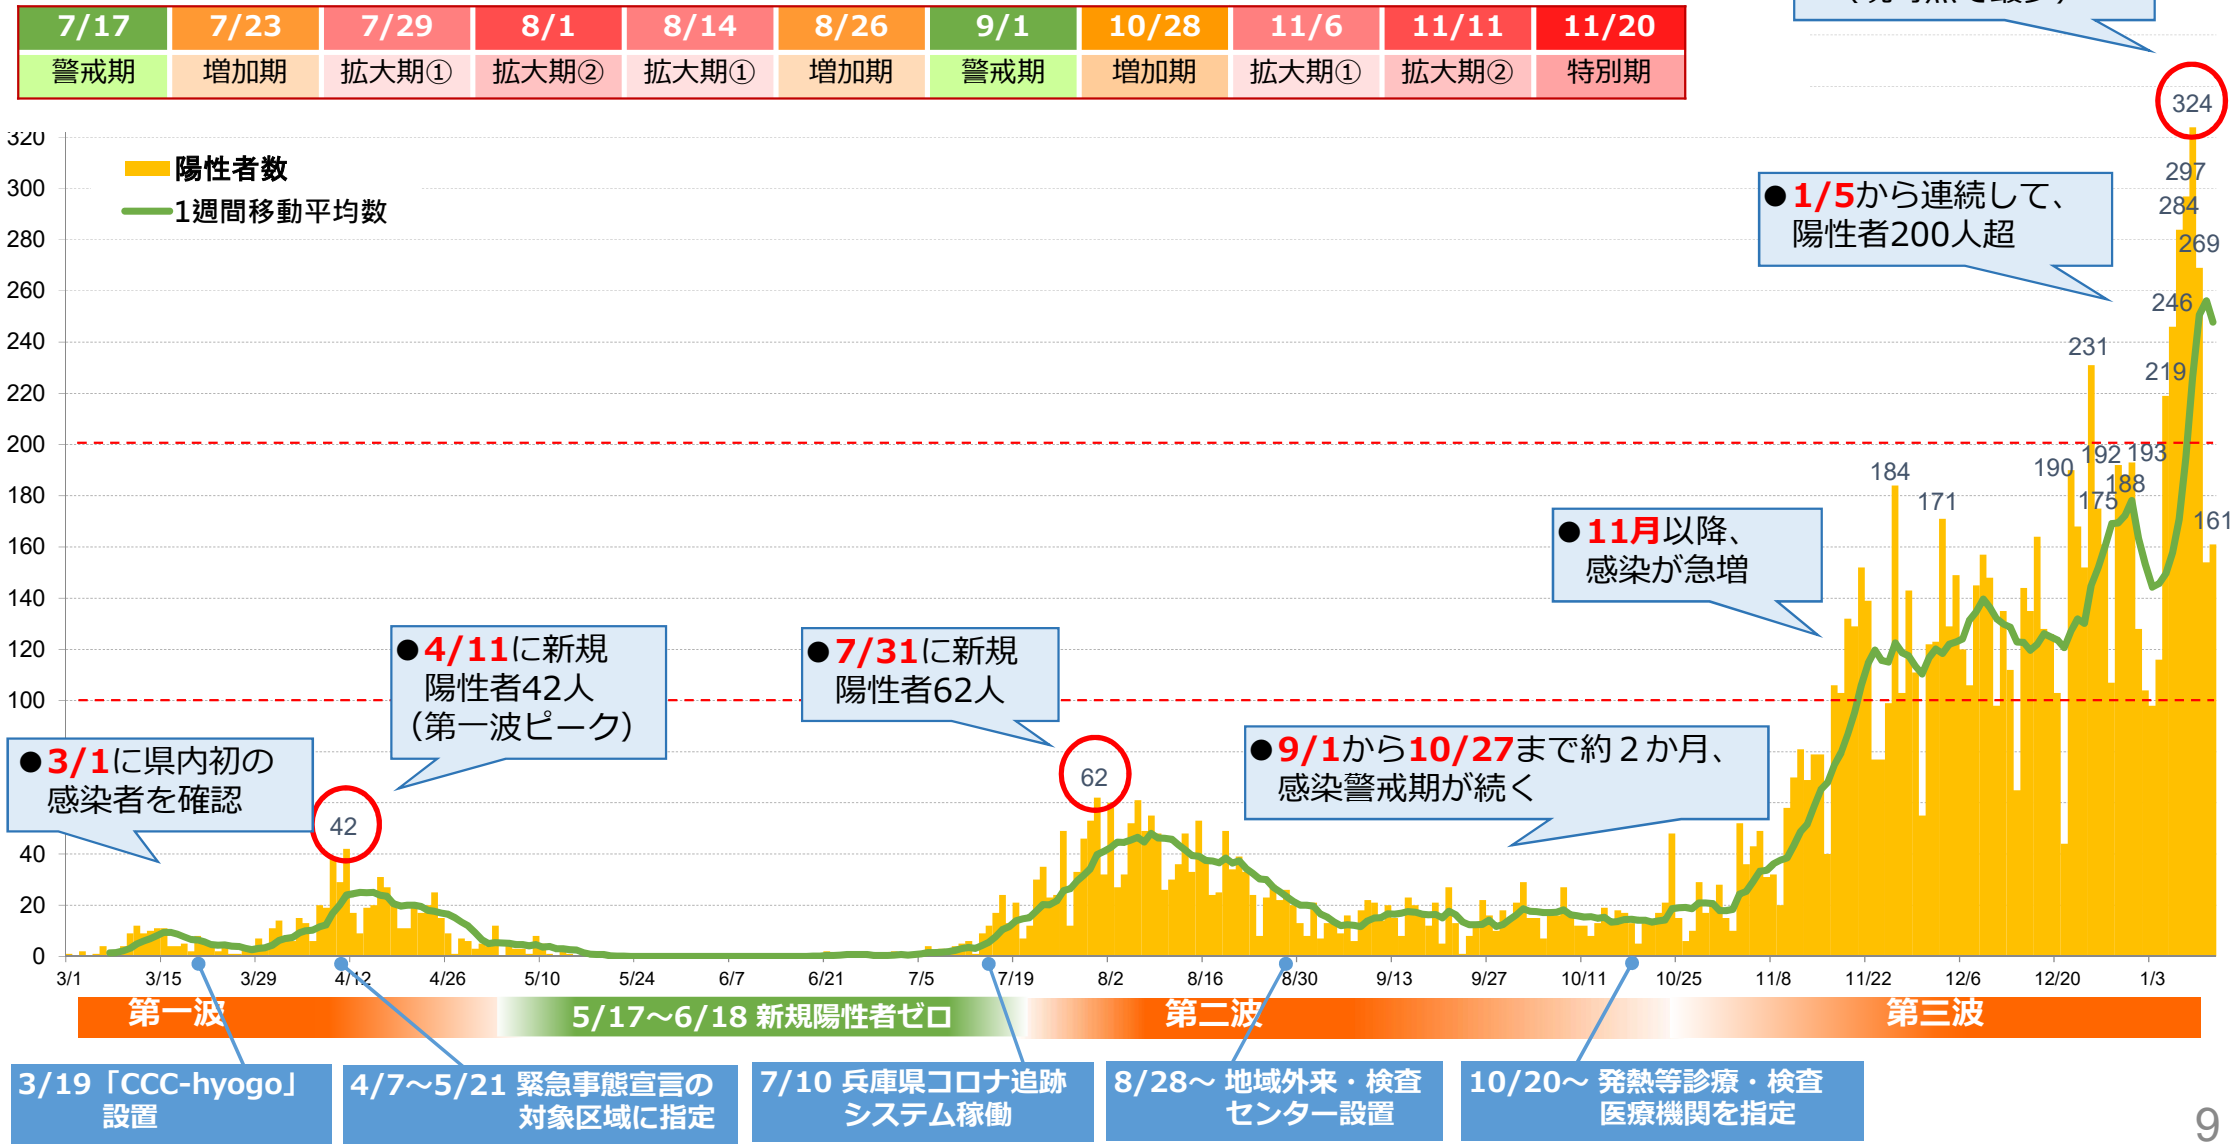 7/17 7/23 7/29 8/1 8/14 8/26 9/1 10/28 11/6 11/11 11/20
警戒期 増加期 拡大期① 拡大期② 拡大期① 増加期 警戒期 増加期 拡大期① 拡大期② 特別期
324
320
300
280
260
240
220
200
180
160
140
120
100
40
20
0
陽性者数
1週間移動平均数
297
284
269
246
231
219
192
193
190
188
175
184
171
161
●1/5から連続して、
陽性者200人超
●11月以降、
感染が急増
●4/11に新規
陽性者42人
（第一波ピーク）
●7/31に新規
陽性者62人
●9/1から10/27まで約２か月、
感染警戒期が続く
●3/1に県内初の
感染者を確認
42
62
3/1 3/15 3/29 4/12 4/26 5/10 5/24 6/7 6/21 7/5 7/19 8/2 8/16 8/30 9/13 9/27 10/11 10/25 11/8 11/22 12/6 12/20 1/3
第一波 5/17～6/18 新規陽性者ゼロ 第二波 第三波
3/19「CCC-hyogo」
設置
4/7～5/21 緊急事態宣言の
対象区域に指定
7/10 兵庫県コロナ追跡
システム稼働
8/28～ 地域外来・検査
センター設置
10/20～ 発熱等診療・検査
医療機関を指定
9